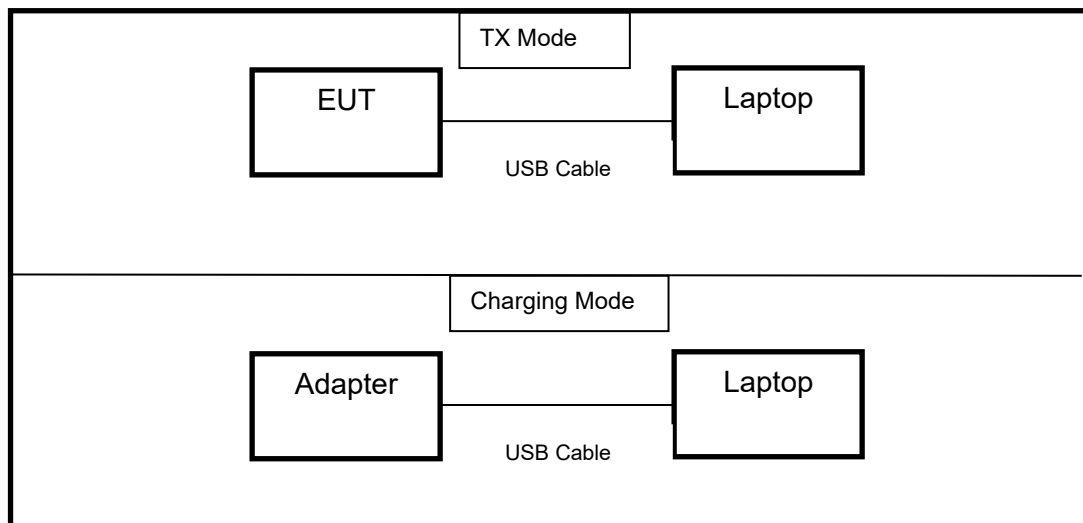 TX Mode
EUT
Laptop
USB Cable
Charging Mode
Adapter
Laptop
USB Cable